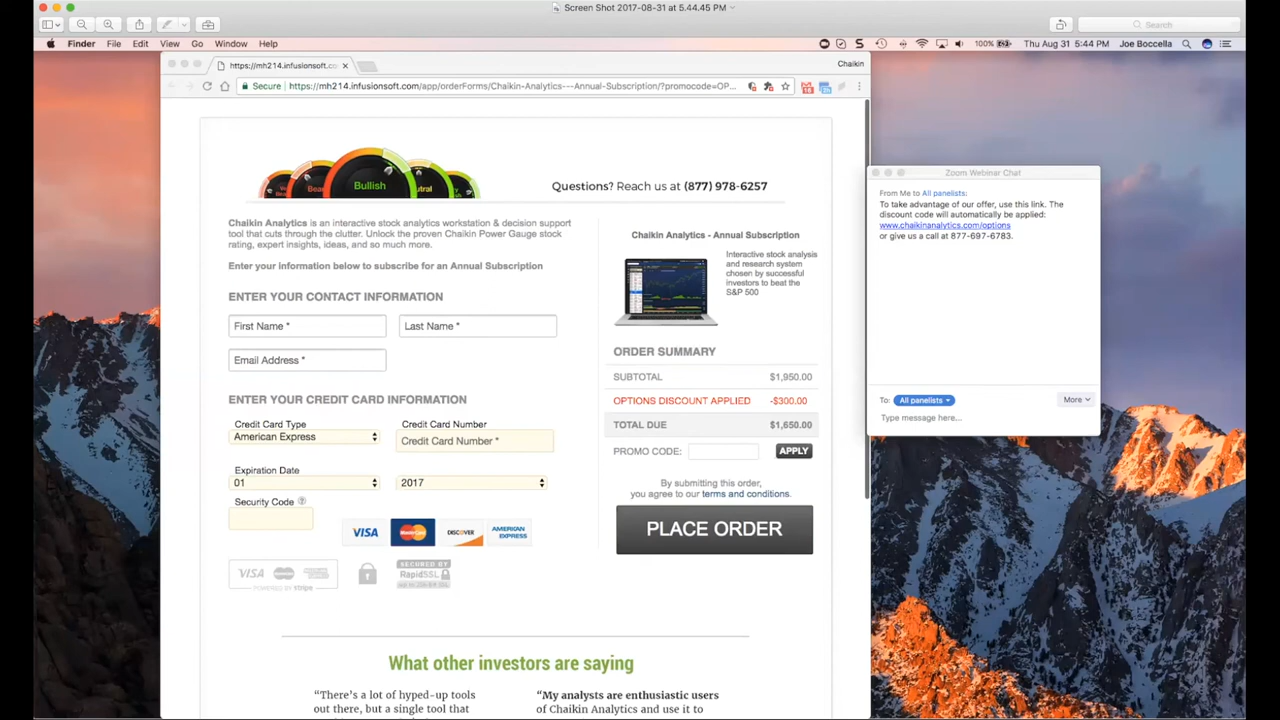 Screen Shot 2017-08-31 at 5.44.45 PM
Search
Finder File Edit View Go Window Help
100% Thu Aug 31 5:44 PM Joe Boccella
https://mh214.infusionsoft.co
Chaikin
Secure https://mh214.infusionsoft.com/app/orderForms/Chaikin-Analytics---Annual-Subscription/?promocode=OP...
Bullish
Questions? Reach us at (877) 978-6257
Chaikin Analytics is an interactive stock analytics workstation & decision support
tool that cuts through the clutter. Unlock the proven Chaikin Power Gauge stock
rating, expert insights, ideas, and so much more.
Enter your information below to subscribe for an Annual Subscription
ENTER YOUR CONTACT INFORMATION
First Name *
Last Name *
Email Address *
ENTER YOUR CREDIT CARD INFORMATION
Credit Card Type
American Express
Credit Card Number
Credit Card Number *
Expiration Date
01
2017
Security Code
VISA
MasterCard
DISCOVER
AMERICAN
EXPRESS
VISA
POWERED BY stripe
SECURED BY
RapidSSL
Chaikin Analytics - Annual Subscription
Interactive stock analysis
and research system
chosen by successful
investors to beat the
S&P 500
ORDER SUMMARY
SUBTOTAL $1,950.00
OPTIONS DISCOUNT APPLIED -$300.00
TOTAL DUE $1,650.00
PROMO CODE: APPLY
By submitting this order,
you agree to our terms and conditions.
PLACE ORDER
What other investors are saying
“There’s a lot of hyped-up tools
out there, but a single tool that
“My analysts are enthusiastic users
of Chaikin Analytics and use it to
Zoom Webinar Chat
From Me to All panelists:
To take advantage of our offer, use this link. The
discount code will automatically be applied:
www.chaikinanalytics.com/options
or give us a call at 877-697-6783.
To: All panelists More
Type message here...